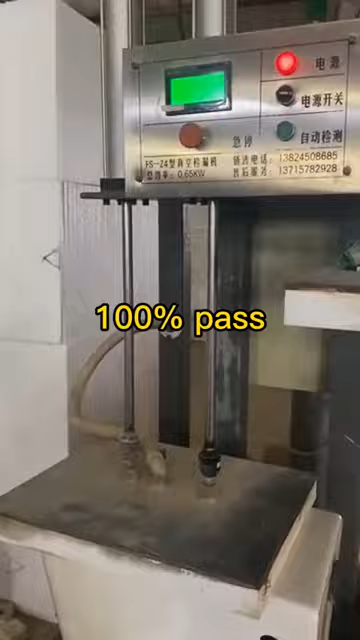 电源
电源开关
急停
自动检测
FS-Z4型真空检漏机
总功率:0.65KW
销售电话:13824508685
售后服务:13715782928
100% pass